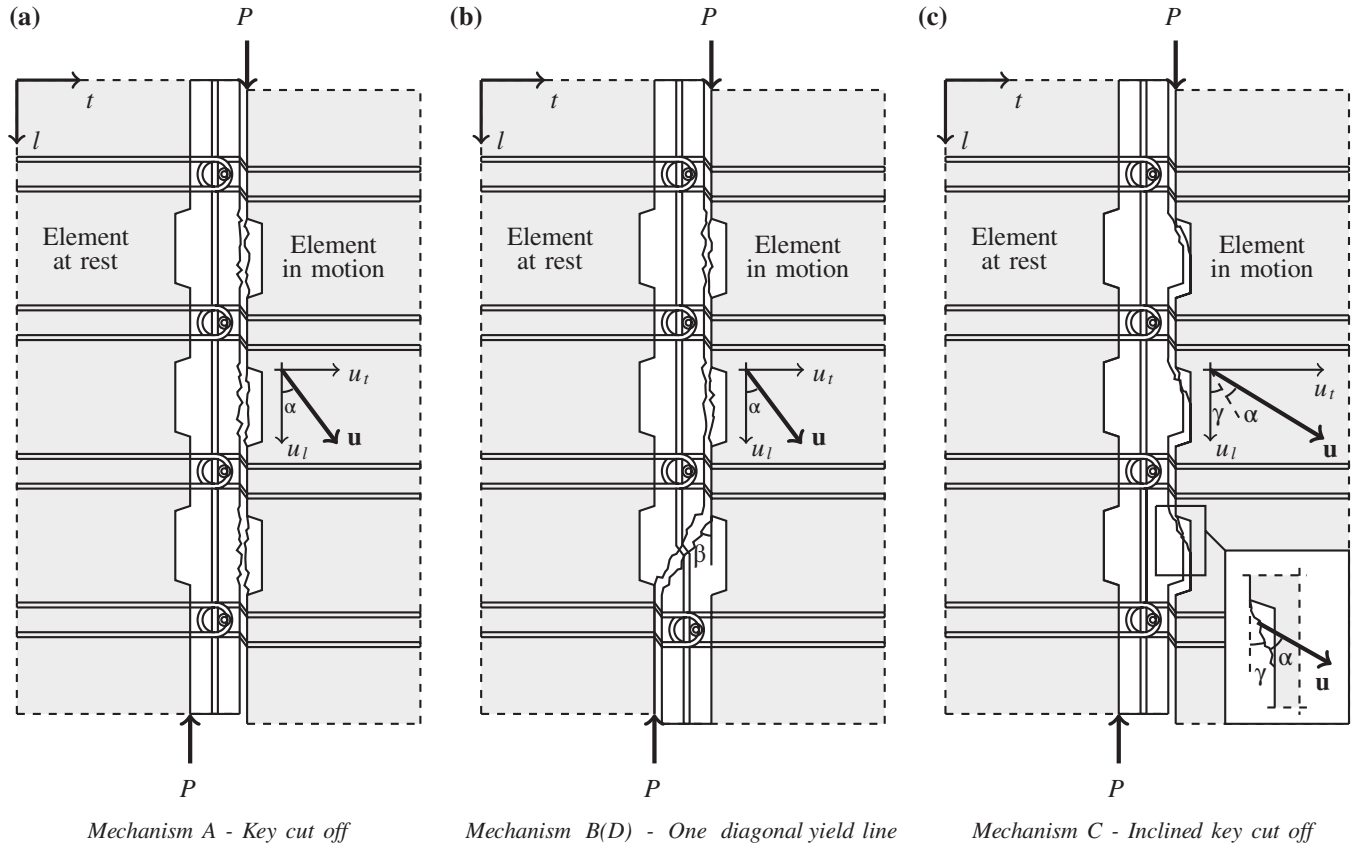 (a)
P
t
l
Element
at rest
Element
in motion
u_t
α
u_l
u
P
Mechanism A - Key cut off
(b)
P
t
l
Element
at rest
Element
in motion
u_t
α
u_l
u
β
P
Mechanism B(D) - One diagonal yield line
(c)
P
t
l
Element
at rest
Element
in motion
u_t
γ α
u_l
u
α
γ
u
P
Mechanism C - Inclined key cut off